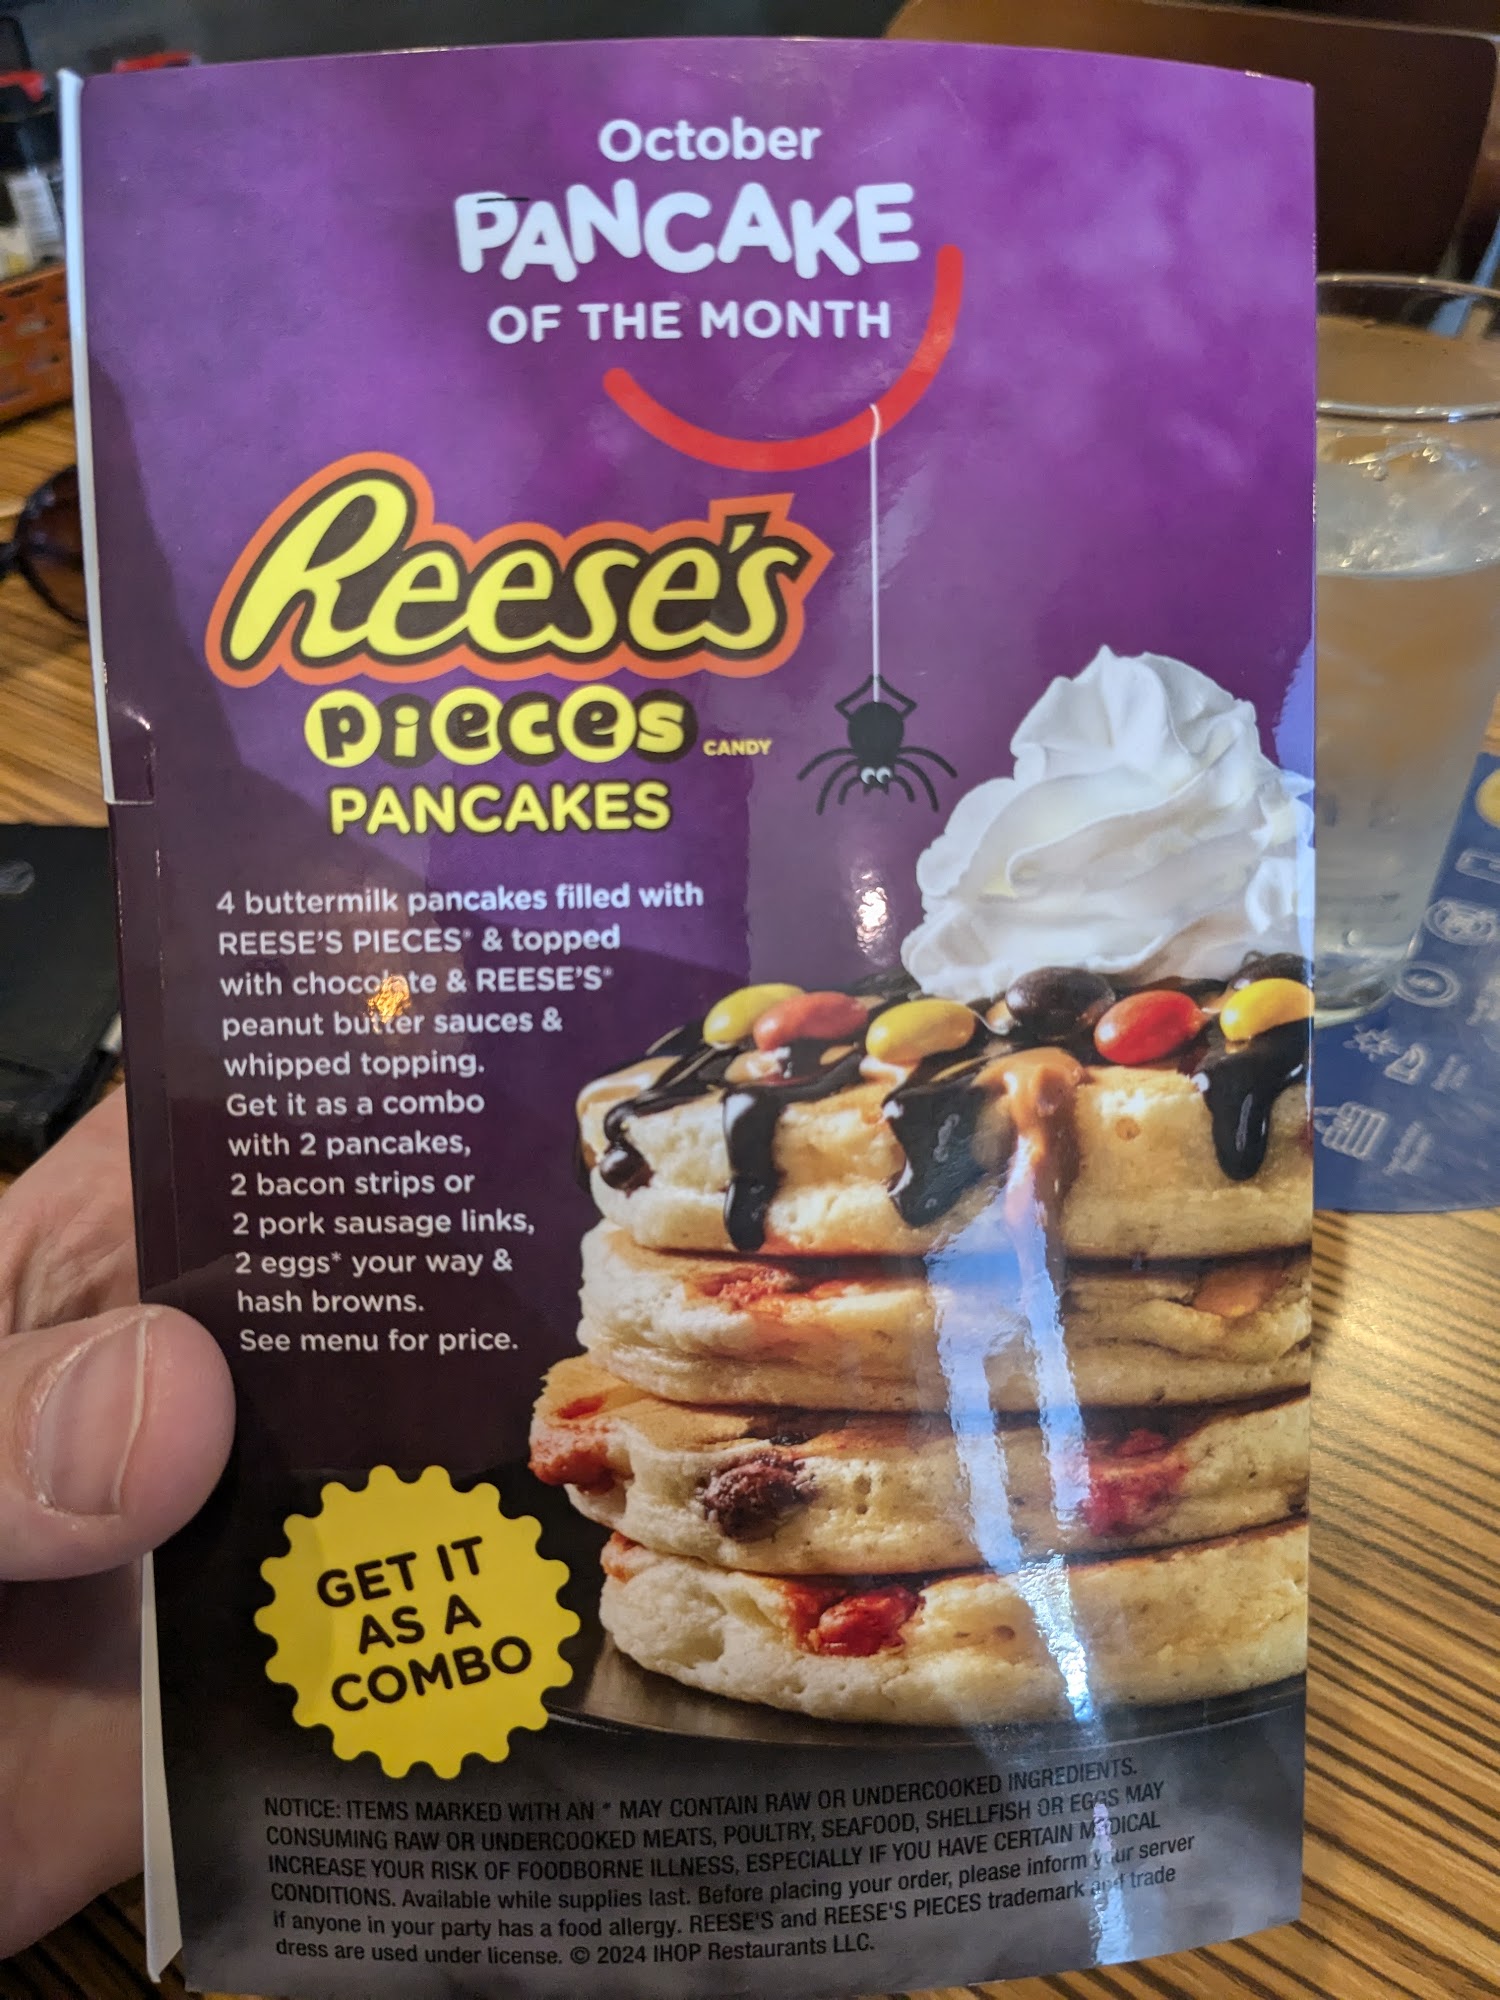 October
PANCAKE
OF THE MONTH
Reese's
Pieces CANDY
PANCAKES
4 buttermilk pancakes filled with
REESE'S PIECES® & topped
with chocolate & REESE'S®
peanut butter sauces &
whipped topping.
Get it as a combo
with 2 pancakes,
2 bacon strips or
2 pork sausage links,
2 eggs* your way &
hash browns.
See menu for price.
GET IT
AS A
COMBO
NOTICE: ITEMS MARKED WITH AN * MAY CONTAIN RAW OR UNDERCOOKED INGREDIENTS.
CONSUMING RAW OR UNDERCOOKED MEATS, POULTRY, SEAFOOD, SHELLFISH OR EGGS MAY
INCREASE YOUR RISK OF FOODBORNE ILLNESS, ESPECIALLY IF YOU HAVE CERTAIN MEDICAL
CONDITIONS. Available while supplies last. Before placing your order, please inform your server
if anyone in your party has a food allergy. REESE'S and REESE'S PIECES trademark and trade
dress are used under license. © 2024 IHOP Restaurants LLC.